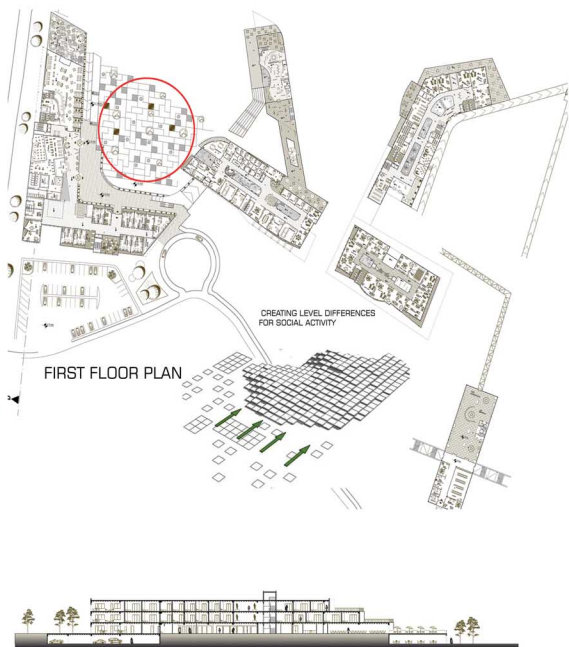 CREATING LEVEL DIFFERENCES
FOR SOCIAL ACTIVITY
FIRST FLOOR PLAN